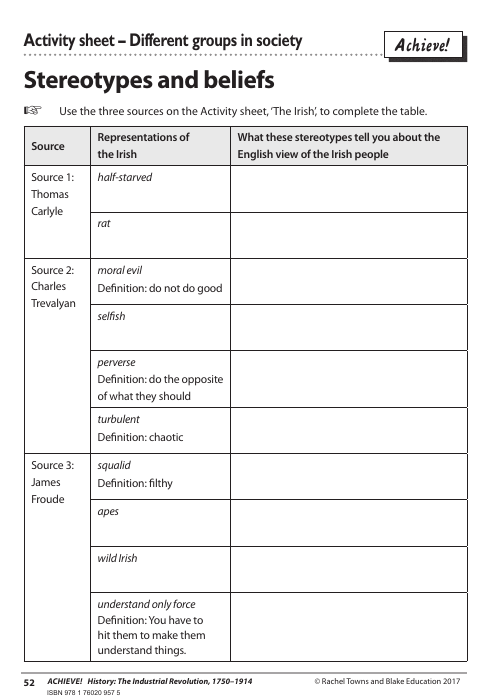 Activity sheet – Different groups in society
Achieve!
Stereotypes and beliefs
Use the three sources on the Activity sheet, ‘The Irish’, to complete the table.
Source
Representations of
the Irish
What these stereotypes tell you about the
English view of the Irish people
Source 1:
Thomas
Carlyle
half-starved
rat
Source 2:
Charles
Trevalyan
moral evil
Definition: do not do good
selfish
perverse
Definition: do the opposite
of what they should
turbulent
Definition: chaotic
Source 3:
James
Froude
squalid
Definition: filthy
apes
wild Irish
understand only force
Definition: You have to
hit them to make them
understand things.
52 ACHIEVE! History: The Industrial Revolution, 1750–1914 © Rachel Towns and Blake Education 2017
ISBN 978 1 76020 957 5